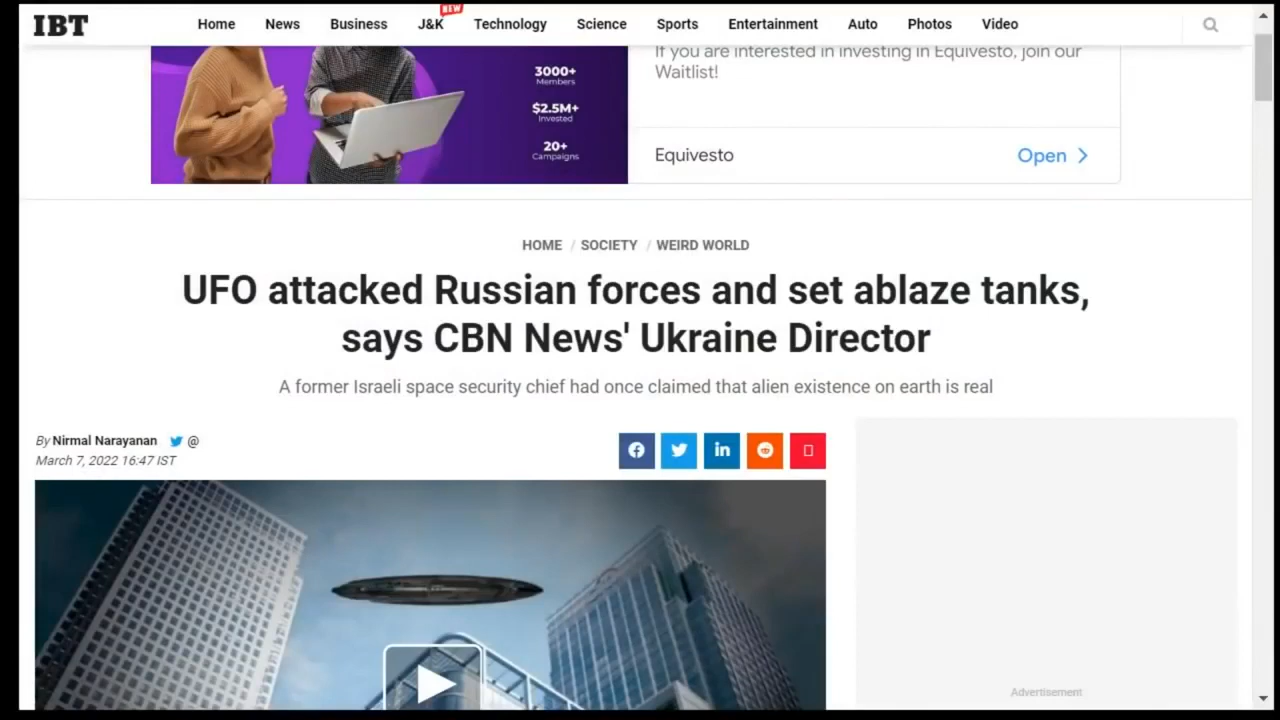 IBT
Home News Business J&K NEW Technology Science Sports Entertainment Auto Photos Video
If you are interested in investing in Equivesto, join our
Waitlist!
3000+
Members
$2.5M+
Invested
20+
Campaigns
Equivesto
Open
HOME / SOCIETY / WEIRD WORLD
UFO attacked Russian forces and set ablaze tanks,
says CBN News' Ukraine Director
A former Israeli space security chief had once claimed that alien existence on earth is real
By Nirmal Narayanan @
March 7, 2022 16:47 IST
Advertisement